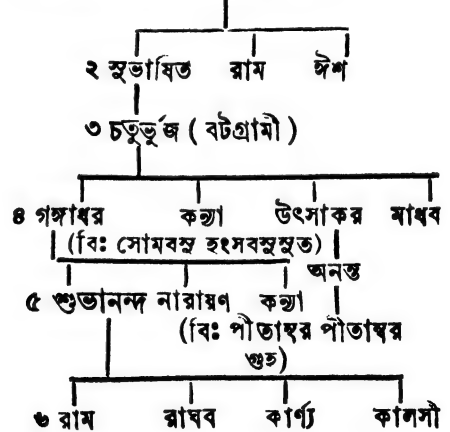 ২ সুভাষিত রাম ঈশ
৩ চতুর্ভুজ ( বটগ্রামী )
৪ গঙ্গাধর কন্যা উৎসাকর মাধব
(বিঃ সোমবসু হংসবসুসুত)
অনন্ত
৫ শুভানন্দ নারায়ণ কন্যা
(বিঃ পীতাম্বর পীতাম্বর
গুহ)
৬ রাম রাঘব কার্ণ্য কালসী